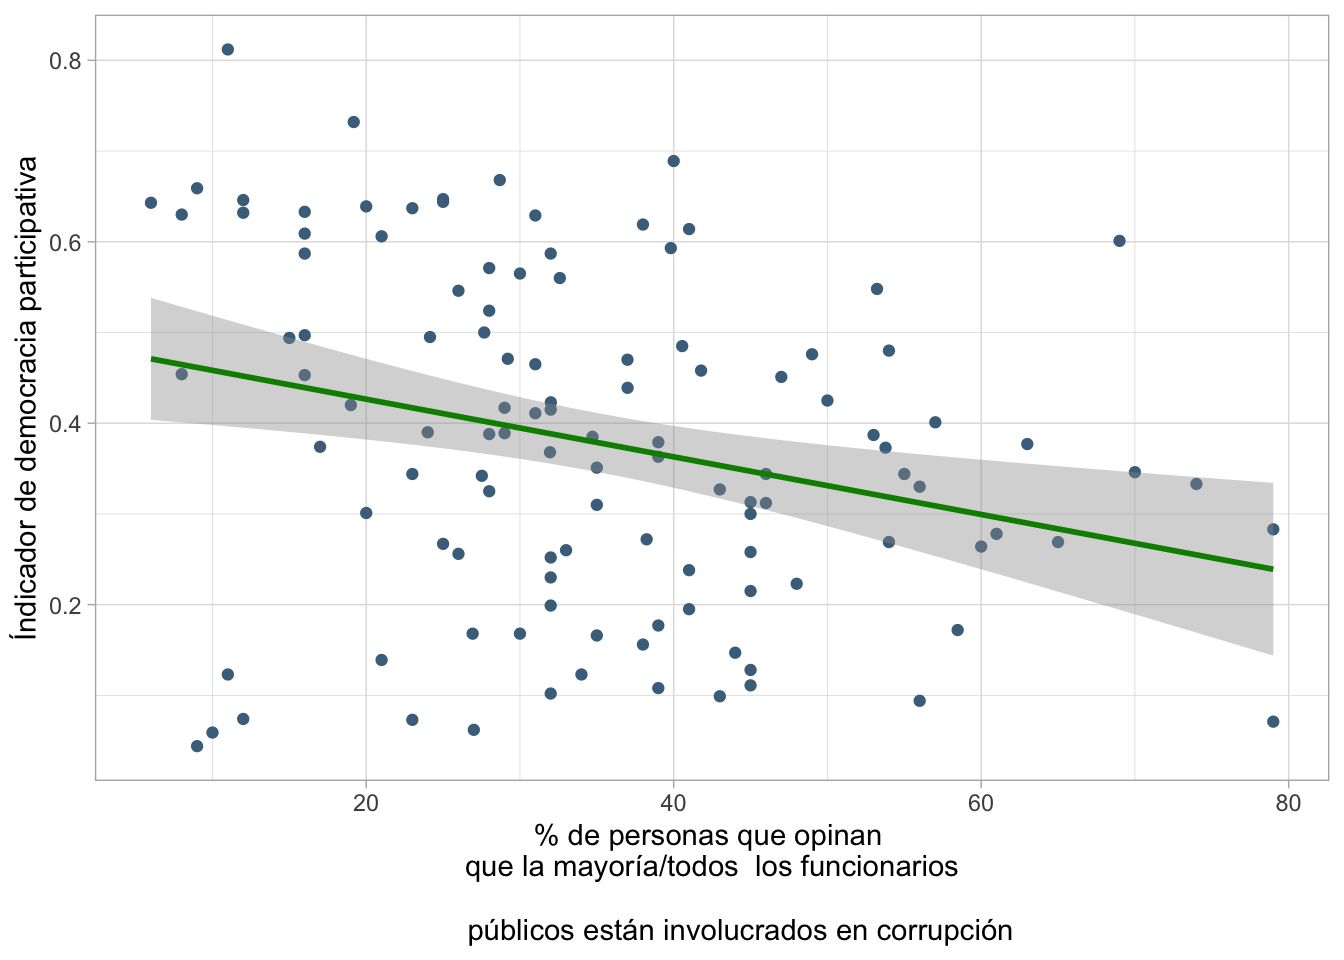 0.8
0.6
0.4
0.2
Índicador de democracia participativa
20 40 60 80
% de personas que opinan
que la mayoría/todos  los funcionarios
públicos están involucrados en corrupción